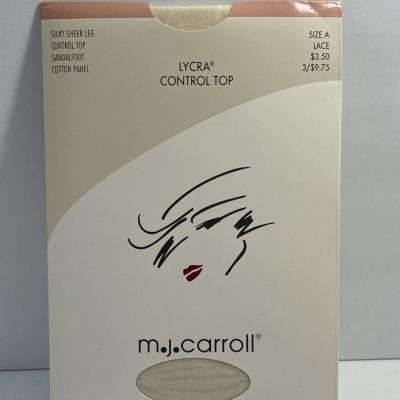 SILKY SHEER LEG
CONTROL TOP
SANDALFOOT
COTTON PANEL
LYCRA®
CONTROL TOP
SIZE A
LACE
$3.50
3/$9.75
m.j.carroll®